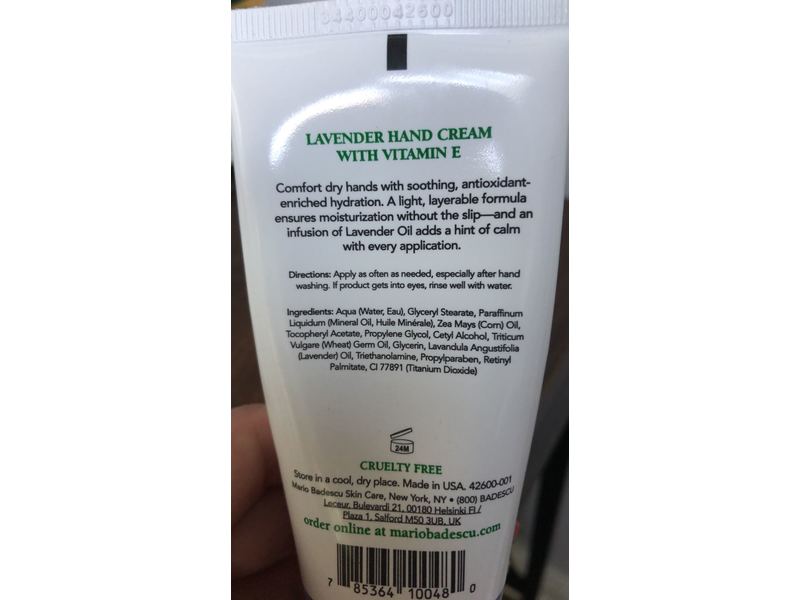 34400042600
LAVENDER HAND CREAM
WITH VITAMIN E
Comfort dry hands with soothing, antioxidant-
enriched hydration. A light, layerable formula
ensures moisturization without the slip—and an
infusion of Lavender Oil adds a hint of calm
with every application.
Directions: Apply as often as needed, especially after hand
washing. If product gets into eyes, rinse well with water.
Ingredients: Aqua (Water, Eau), Glyceryl Stearate, Paraffinum
Liquidum (Mineral Oil, Huile Minérale), Zea Mays (Corn) Oil,
Tocopheryl Acetate, Propylene Glycol, Cetyl Alcohol, Triticum
Vulgare (Wheat) Germ Oil, Glycerin, Lavandula Angustifolia
(Lavender) Oil, Triethanolamine, Propylparaben, Retinyl
Palmitate, CI 77891 (Titanium Dioxide)
24M
CRUELTY FREE
Store in a cool, dry place. Made in USA. 42600-001
Mario Badescu Skin Care, New York, NY • (800) BADESCU
Bulevardi 21, 00180 Helsinki FI /
Plaza 1, Salford M50 3UB, UK
order online at mariobadescu.com
7 85364 10048 0